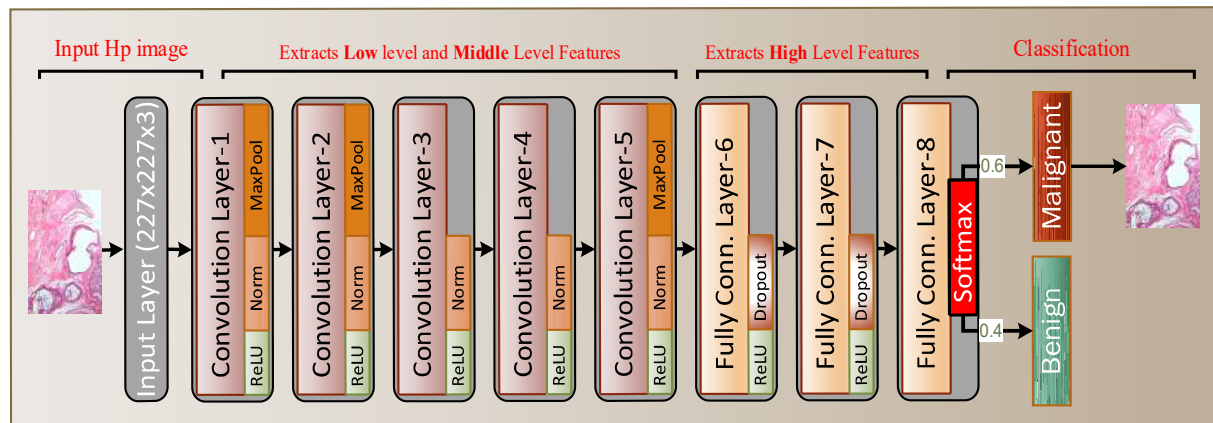 Input Hp image
Extracts Low level and Middle Level Features
Extracts High Level Features
Classification
Input Layer (227x227x3)
Convolution Layer-1
MaxPool
Norm
ReLU
Convolution Layer-2
MaxPool
Norm
ReLU
Convolution Layer-3
Norm
ReLU
Convolution Layer-4
Norm
ReLU
Convolution Layer-5
MaxPool
Norm
ReLU
Fully Conn. Layer-6
Dropout
ReLU
Fully Conn. Layer-7
Dropout
ReLU
Fully Conn. Layer-8
Softmax
0.6
Malignant
0.4
Benign